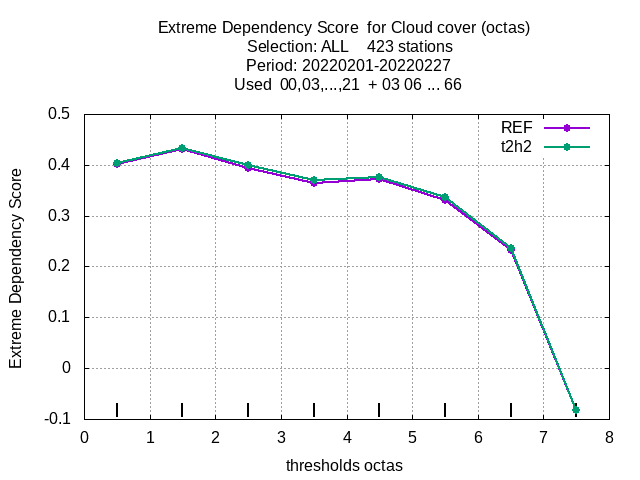 Extreme Dependency Score  for Cloud cover (octas)
Selection: ALL    423 stations
Period: 20220201-20220227
Used  00,03,...,21  + 03 06 ... 66
REF
t2h2
Extreme Dependency Score
0.5
0.4
0.3
0.2
0.1
0
-0.1
0 1 2 3 4 5 6 7 8
thresholds octas